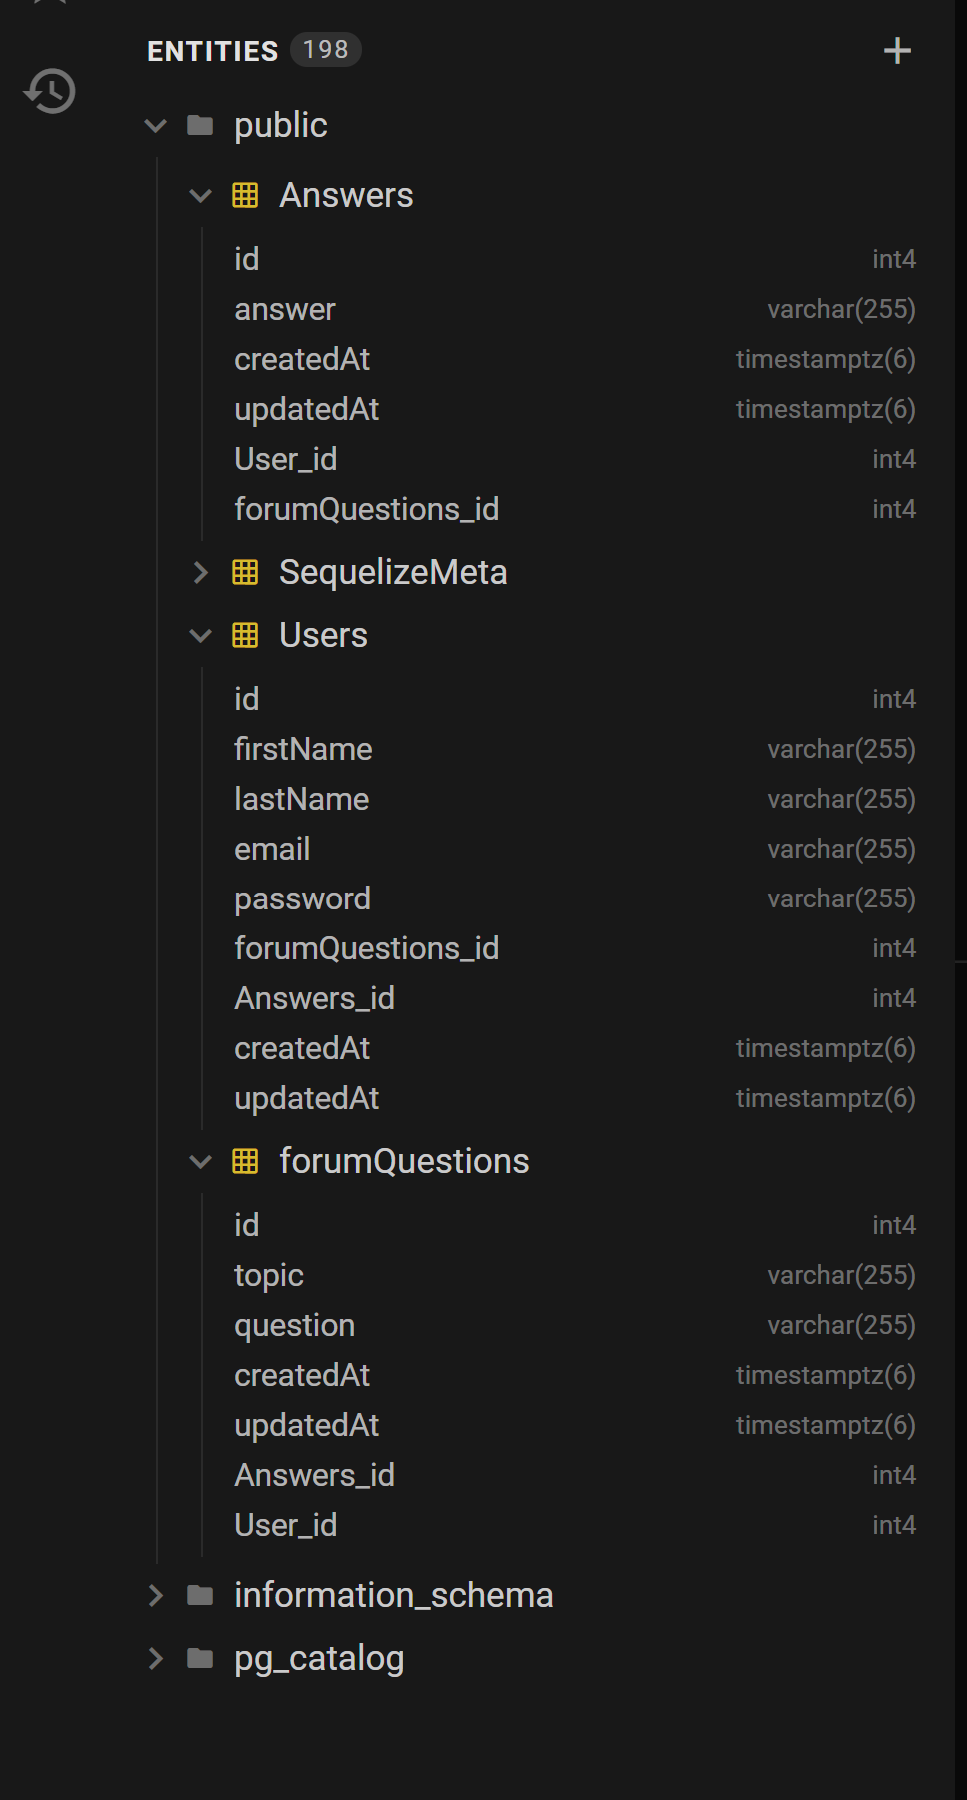 ENTITIES 198
public
Answers
id int4
answer varchar(255)
createdAt timestamptz(6)
updatedAt timestamptz(6)
User_id int4
forumQuestions_id int4
SequelizeMeta
Users
id int4
firstName varchar(255)
lastName varchar(255)
email varchar(255)
password varchar(255)
forumQuestions_id int4
Answers_id int4
createdAt timestamptz(6)
updatedAt timestamptz(6)
forumQuestions
id int4
topic varchar(255)
question varchar(255)
createdAt timestamptz(6)
updatedAt timestamptz(6)
Answers_id int4
User_id int4
information_schema
pg_catalog